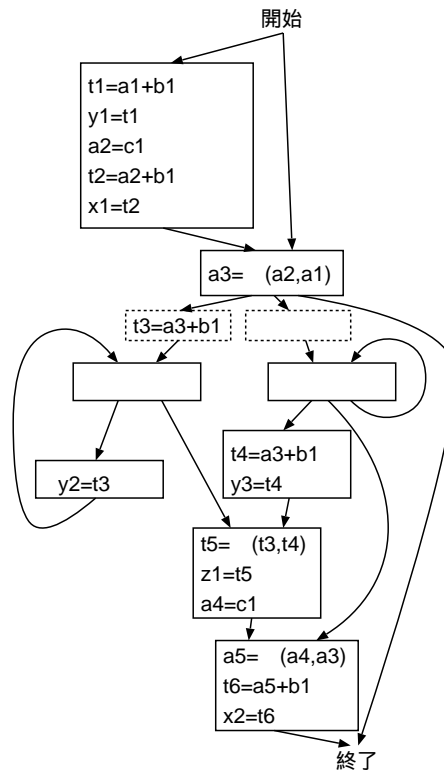 開始
t1=a1+b1
y1=t1
a2=c1
t2=a2+b1
x1=t2
a3= (a2,a1)
t3=a3+b1
t4=a3+b1
y3=t4
y2=t3
t5= (t3,t4)
z1=t5
a4=c1
a5= (a4,a3)
t6=a5+b1
x2=t6
終了